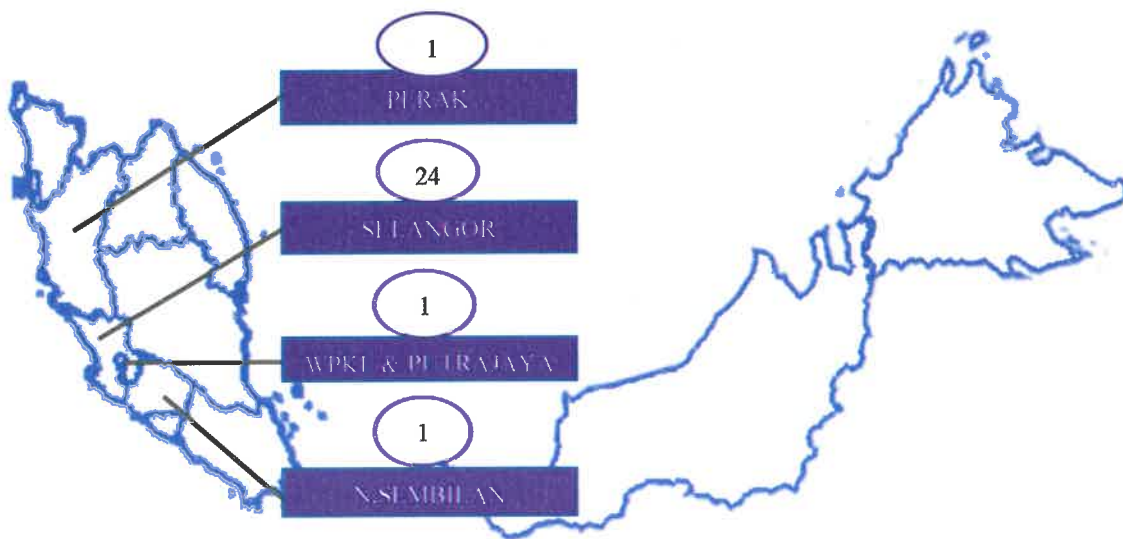 1
PERAK
24
SELANGOR
1
WPKL & PUTRAJAYA
1
N.SEMBILAN